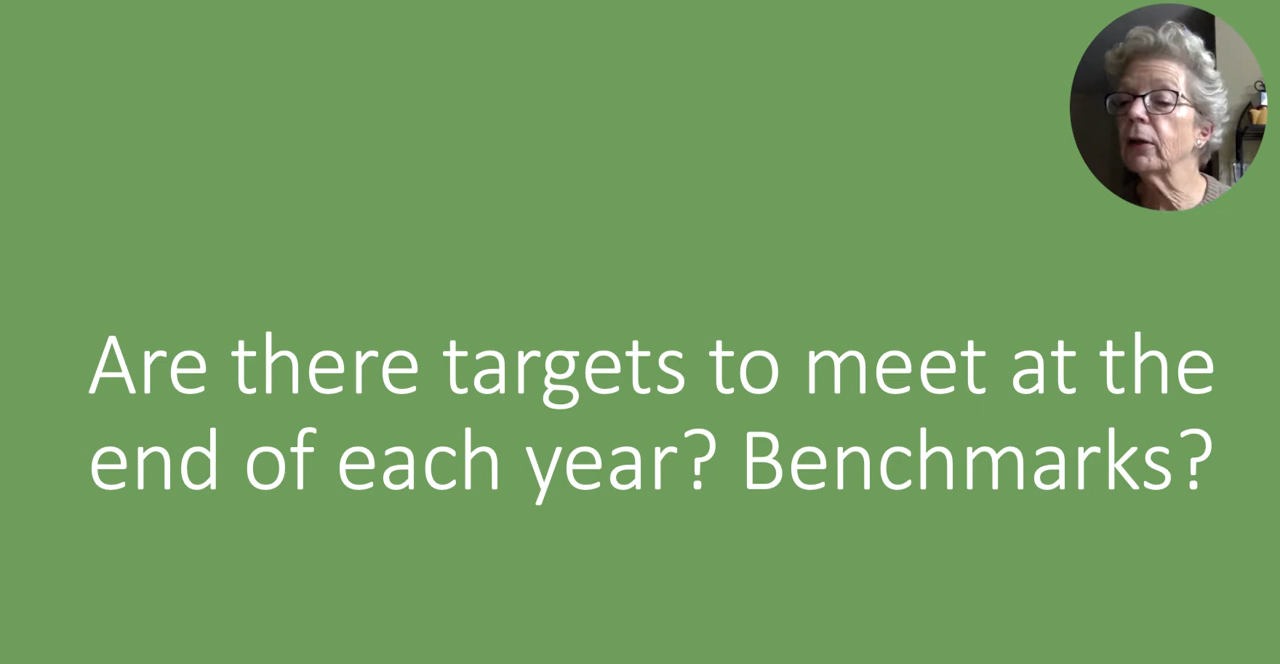 Are there targets to meet at the
end of each year? Benchmarks?